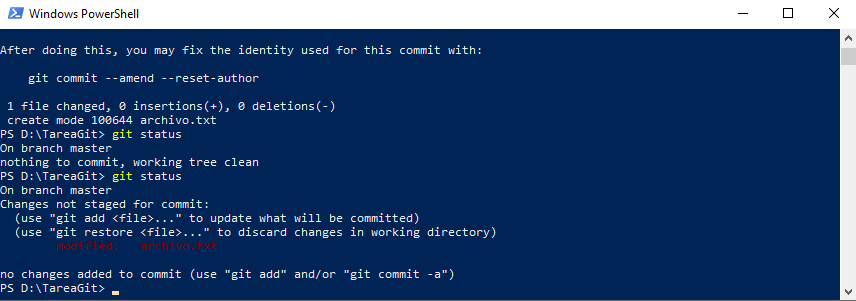 Windows PowerShell
After doing this, you may fix the identity used for this commit with:
    git commit --amend --reset-author
 1 file changed, 0 insertions(+), 0 deletions(-)
 create mode 100644 archivo.txt
PS D:\TareaGit> git status
On branch master
nothing to commit, working tree clean
PS D:\TareaGit> git status
On branch master
Changes not staged for commit:
  (use "git add <file>..." to update what will be committed)
  (use "git restore <file>..." to discard changes in working directory)
        modified:   archivo.txt
no changes added to commit (use "git add" and/or "git commit -a")
PS D:\TareaGit>